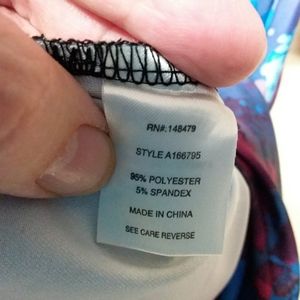 RN#: 148479
STYLE A166795
95% POLYESTER
5% SPANDEX
MADE IN CHINA
SEE CARE REVERSE